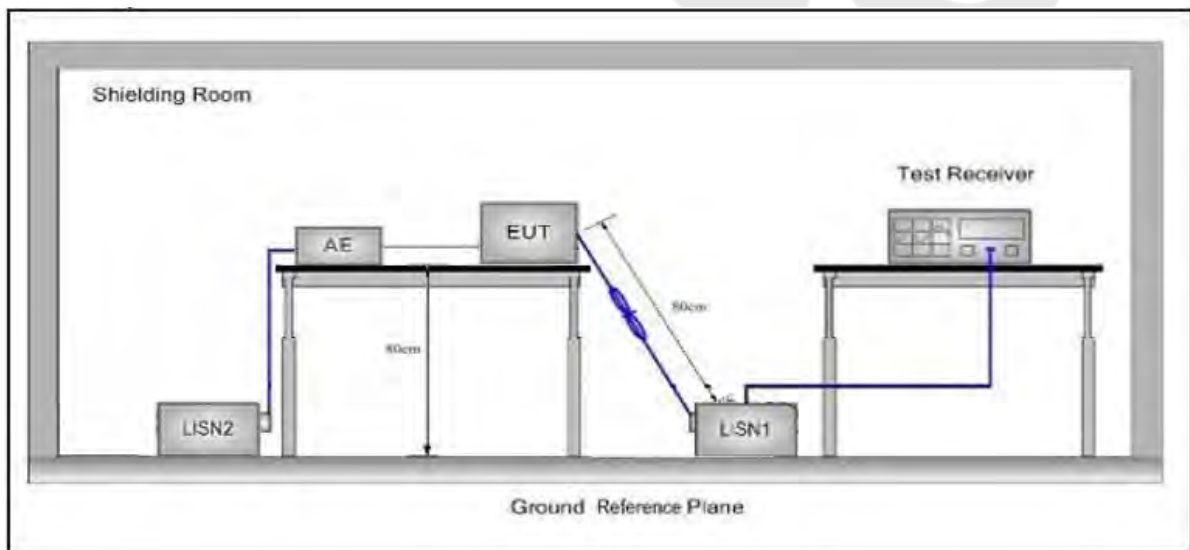 Shielding Room
Test Receiver
AE
EUT
80cm
80cm
LISN2
LISN1
Ground Reference Plane